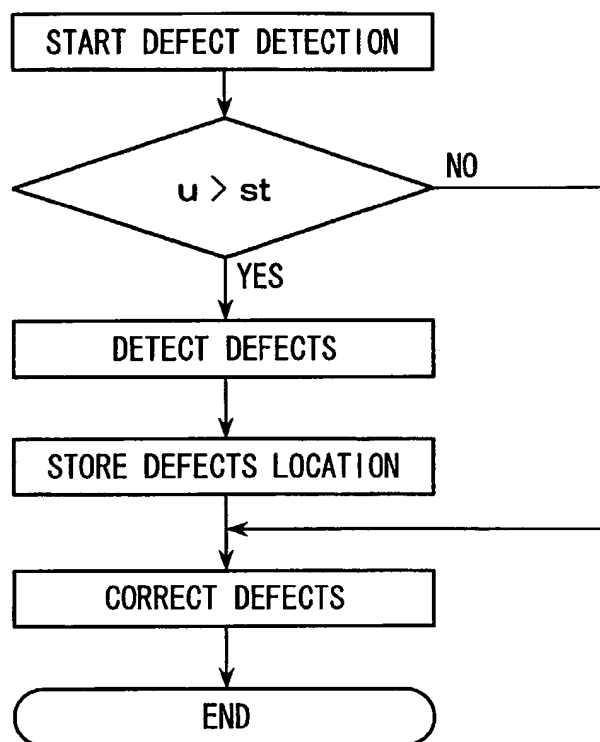 START DEFECT DETECTION
u > st
NO
YES
DETECT DEFECTS
STORE DEFECTS LOCATION
CORRECT DEFECTS
END